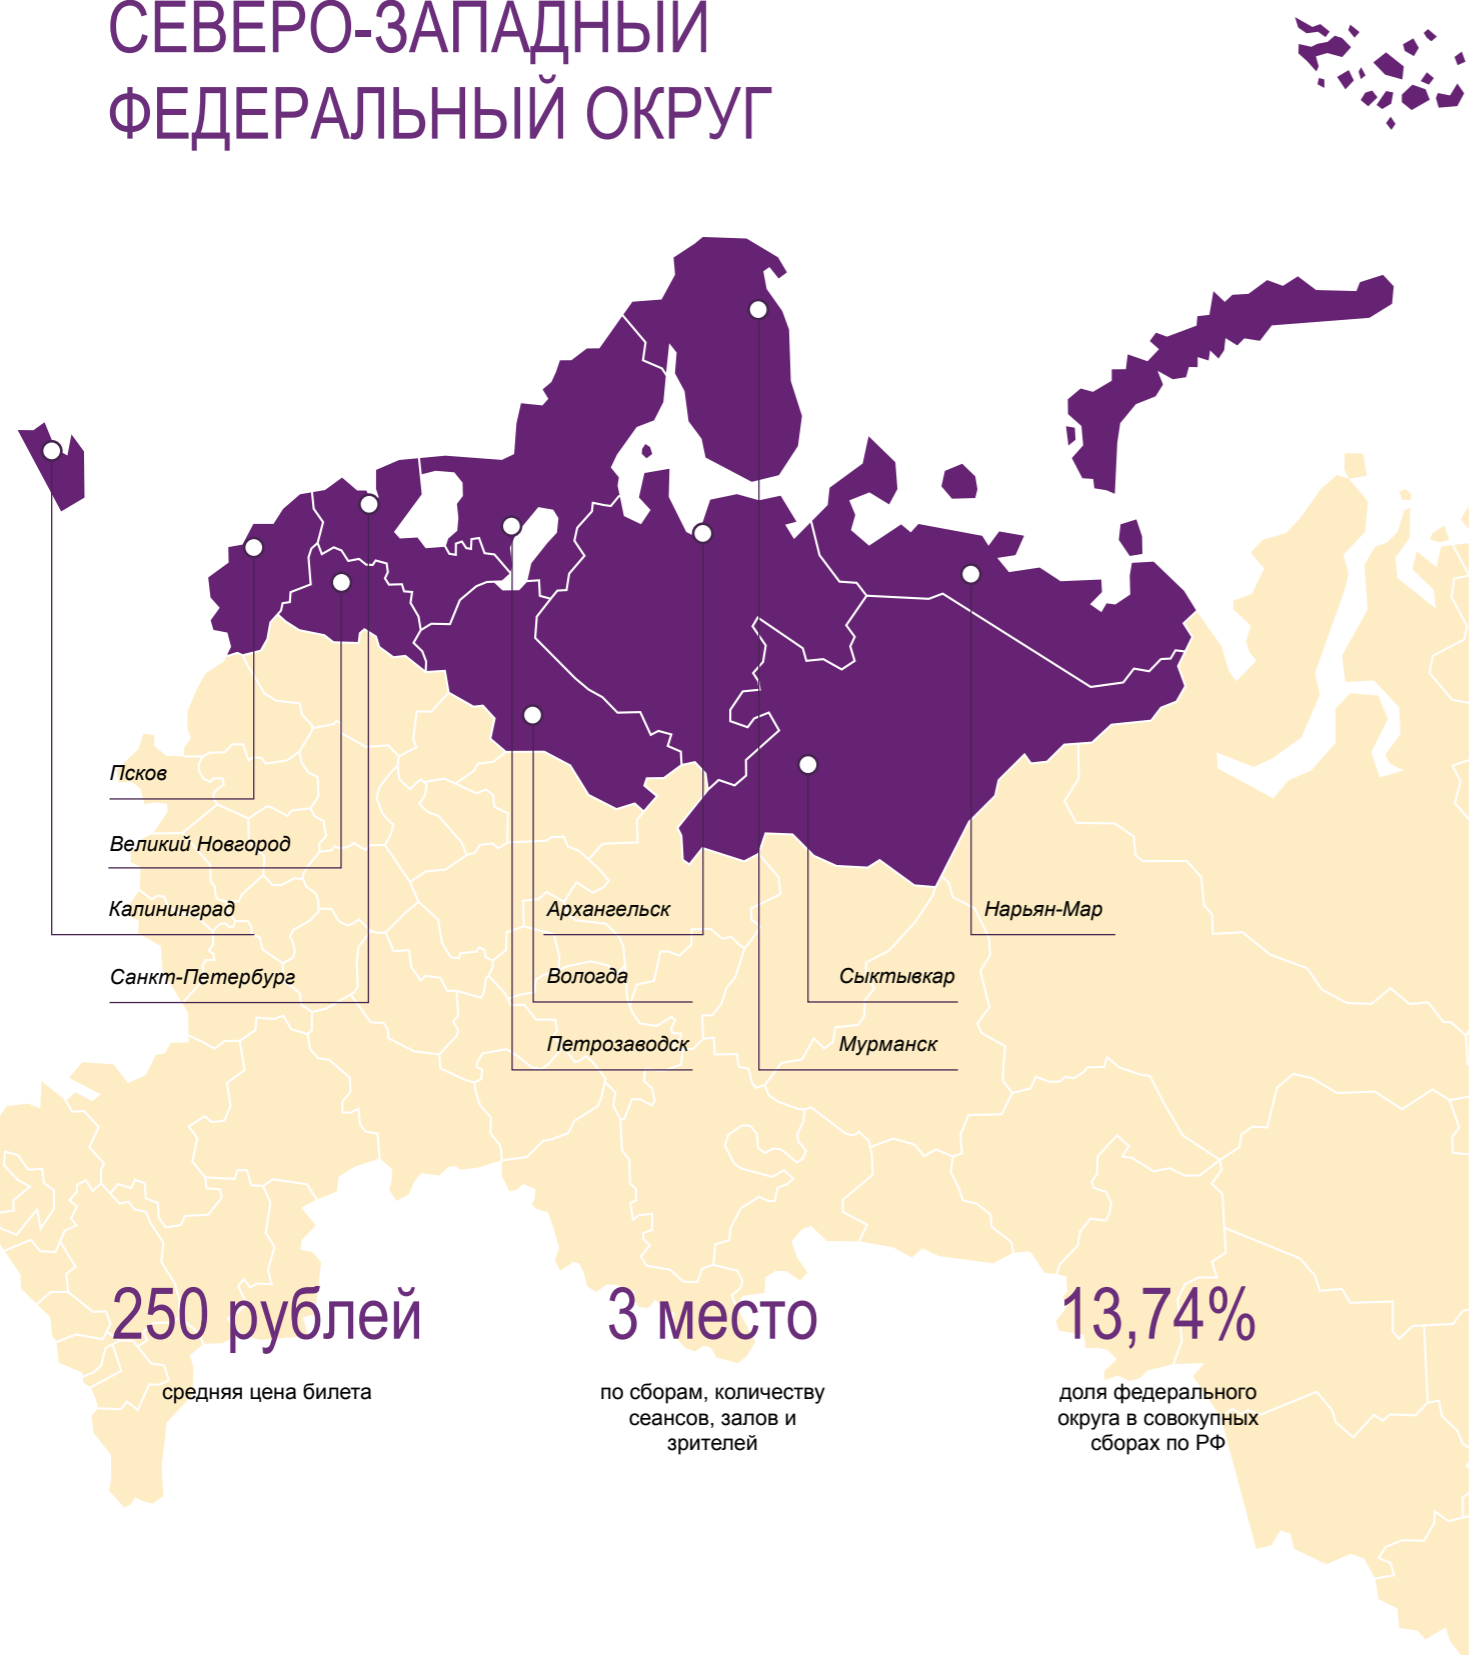 СЕВЕРО-ЗАПАДНЫЙ
ФЕДЕРАЛЬНЫЙ ОКРУГ
Псков
Великий Новгород
Калининград
Санкт-Петербург
Архангельск
Вологда
Петрозаводск
Сыктывкар
Мурманск
Нарьян-Мар
250 рублей
средняя цена билета
3 место
по сборам, количеству
сеансов, залов и
зрителей
13,74%
доля федерального
округа в совокупных
сборах по РФ